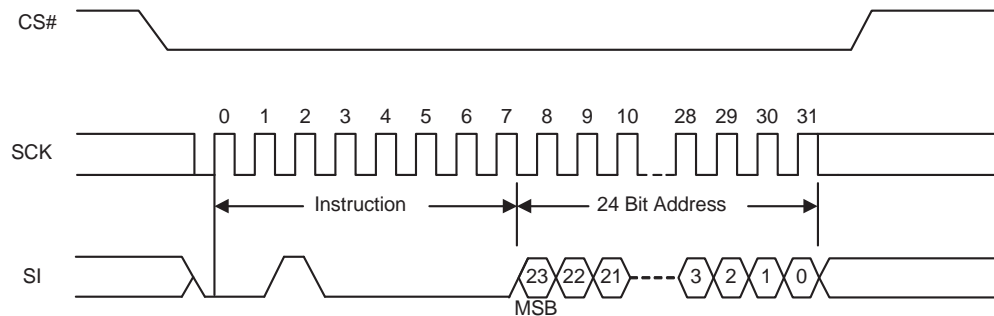 CS#
0 1 2 3 4 5 6 7 8 9 10 28 29 30 31
SCK
Instruction 24 Bit Address
SI 23 22 21 3 2 1 0
MSB